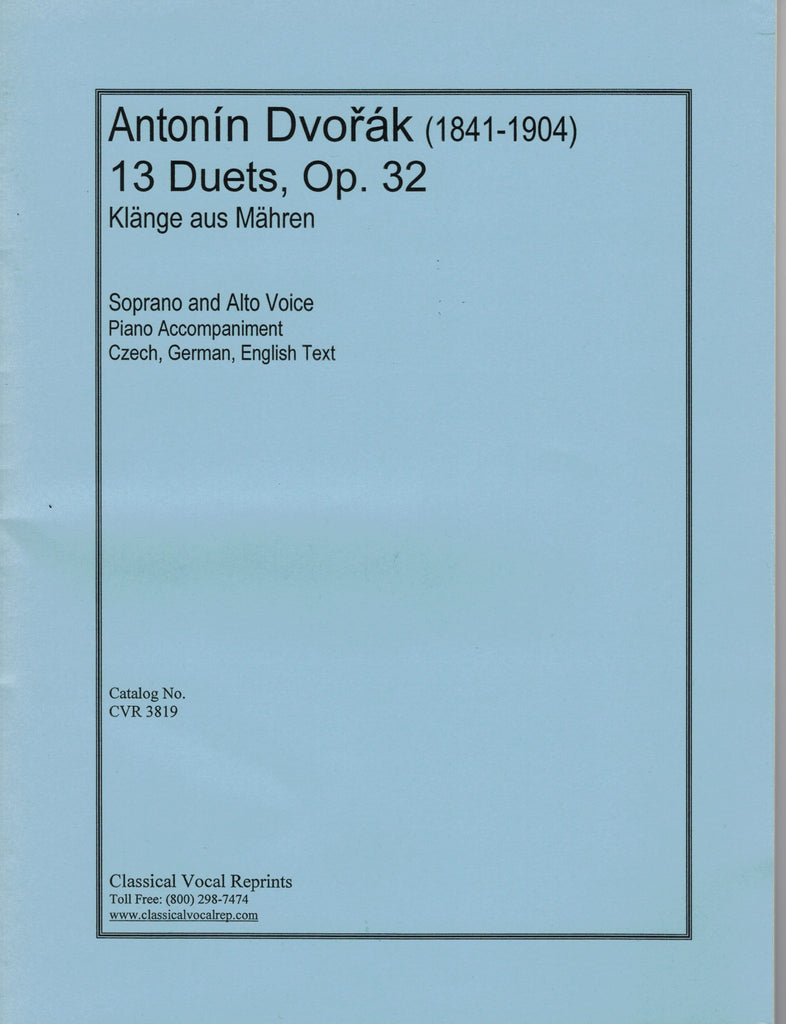 Antonín Dvořák (1841-1904)
13 Duets, Op. 32
Klänge aus Mähren
Soprano and Alto Voice
Piano Accompaniment
Czech, German, English Text
Catalog No.
CVR 3819
Classical Vocal Reprints
Toll Free: (800) 298-7474
www.classicalvocalrep.com